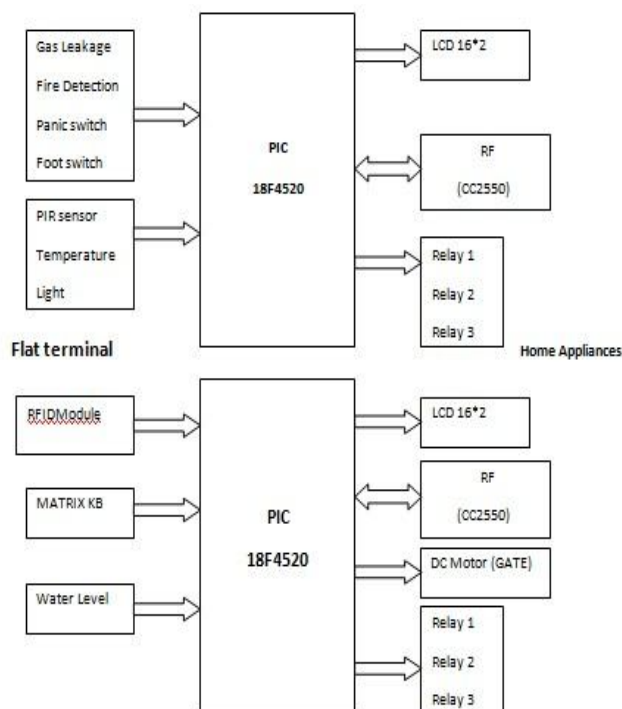 Gas Leakage
Fire Detection
Panic switch
Foot switch
PIR sensor
Temperature
Light
PIC
18F4520
LCD 16*2
RF
(CC2550)
Relay 1
Relay 2
Relay 3
Flat terminal
Home Appliances
RFIDModule
MATRIX KB
Water Level
PIC
18F4520
LCD 16*2
RF
(CC2550)
DC Motor (GATE)
Relay 1
Relay 2
Relay 3